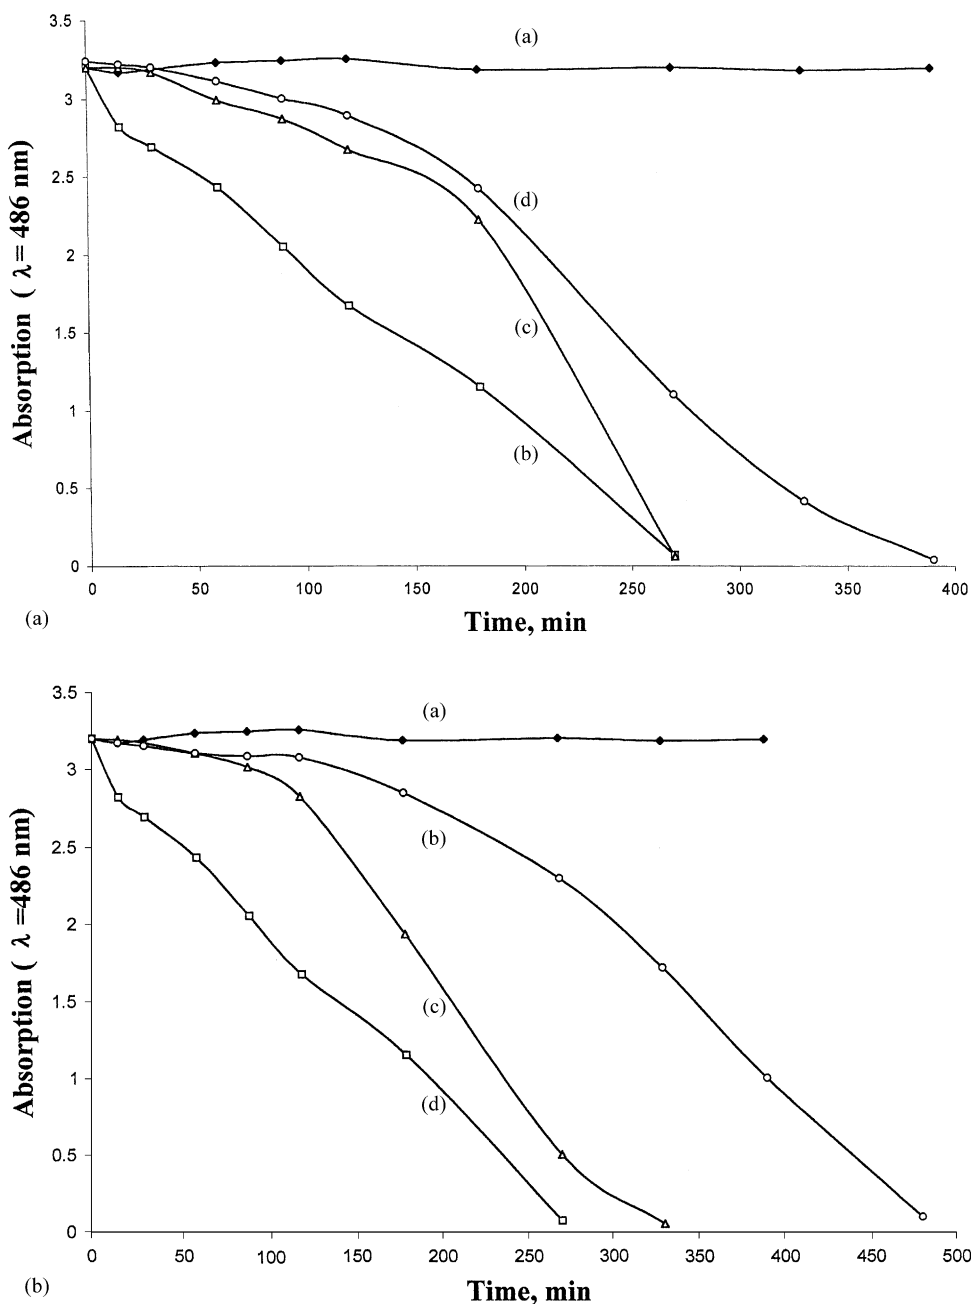 3.5
(a)
3
(d)
2.5
2
(c)
1.5
1
(b)
0.5
0
0 50 100 150 200 250 300 350 400
Absorption ( λ = 486 nm)
Time, min
(a)
3.5
(a)
3
(b)
2.5
2
(c)
1.5
1
(d)
0.5
0
0 50 100 150 200 250 300 350 400 450 500
Absorption ( λ =486 nm)
Time, min
(b)